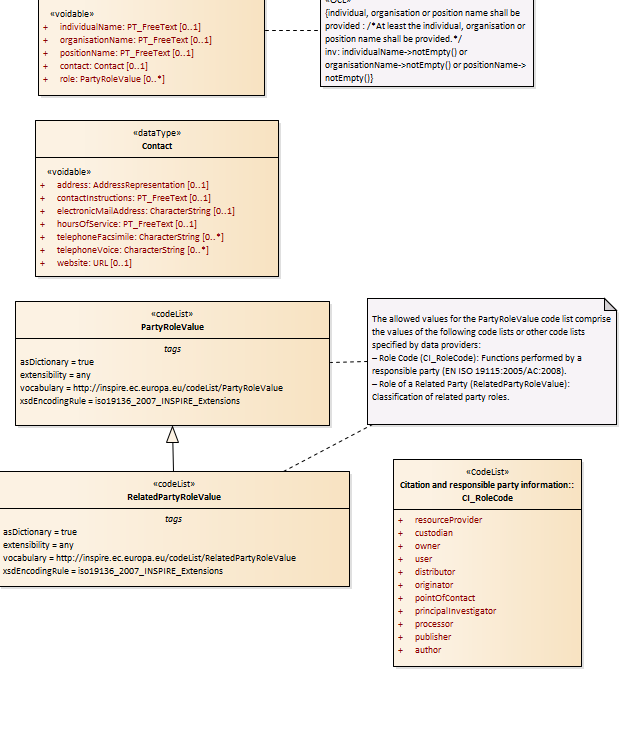 «voidable»
+ individualName: PT_FreeText [0..1]
+ organisationName: PT_FreeText [0..1]
+ positionName: PT_FreeText [0..1]
+ contact: Contact [0..1]
+ role: PartyRoleValue [0..*]
«OCL»
{individual, organisation or position name shall be
provided : /*At least the individual, organisation or
position name shall be provided.*/
inv: individualName->notEmpty() or
organisationName->notEmpty() or positionName->
notEmpty()}
«dataType»
Contact
«voidable»
+ address: AddressRepresentation [0..1]
+ contactInstructions: PT_FreeText [0..1]
+ electronicMailAddress: CharacterString [0..1]
+ hoursOfService: PT_FreeText [0..1]
+ telephoneFacsimile: CharacterString [0..*]
+ telephoneVoice: CharacterString [0..*]
+ website: URL [0..1]
«codeList»
PartyRoleValue
tags
asDictionary = true
extensibility = any
vocabulary = http://inspire.ec.europa.eu/codeList/PartyRoleValue
xsdEncodingRule = iso19136_2007_INSPIRE_Extensions
The allowed values for the PartyRoleValue code list comprise
the values of the following code lists or other code lists
specified by data providers:
– Role Code (CI_RoleCode): Functions performed by a
responsible party (EN ISO 19115:2005/AC:2008).
– Role of a Related Party (RelatedPartyRoleValue):
Classification of related party roles.
«codeList»
RelatedPartyRoleValue
tags
asDictionary = true
extensibility = any
vocabulary = http://inspire.ec.europa.eu/codeList/RelatedPartyRoleValue
xsdEncodingRule = iso19136_2007_INSPIRE_Extensions
«CodeList»
Citation and responsible party information::
CI_RoleCode
+ resourceProvider
+ custodian
+ owner
+ user
+ distributor
+ originator
+ pointOfContact
+ principalInvestigator
+ processor
+ publisher
+ author